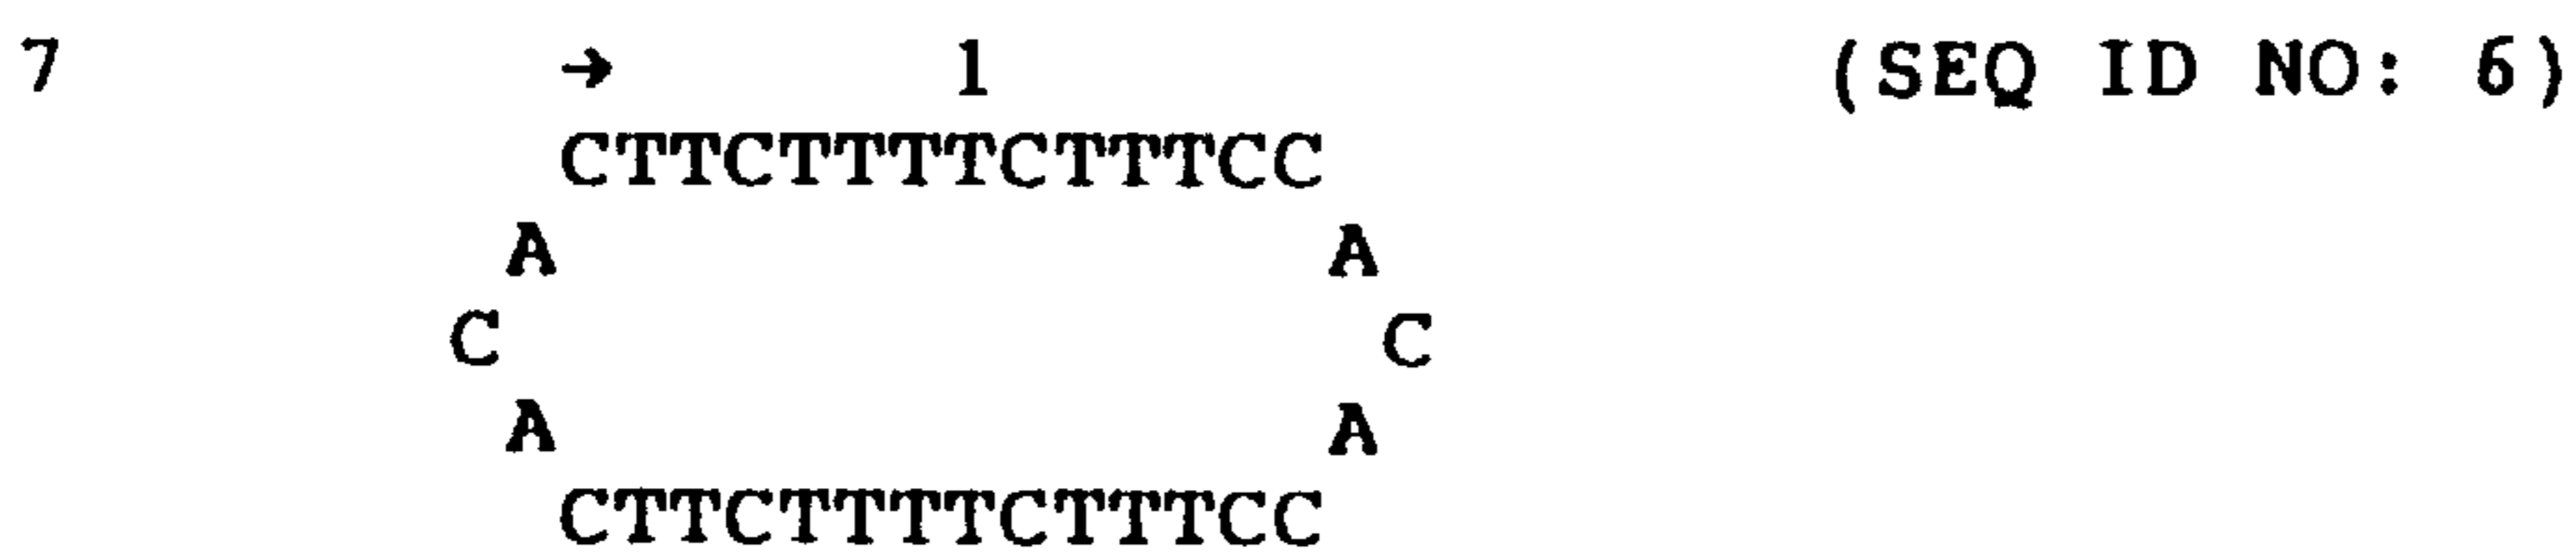 7 → 1 (SEQ ID NO: 6)
CTTCTTTTCTTTCC
A A
C C
A A
CTTCTTTTCTTTCC